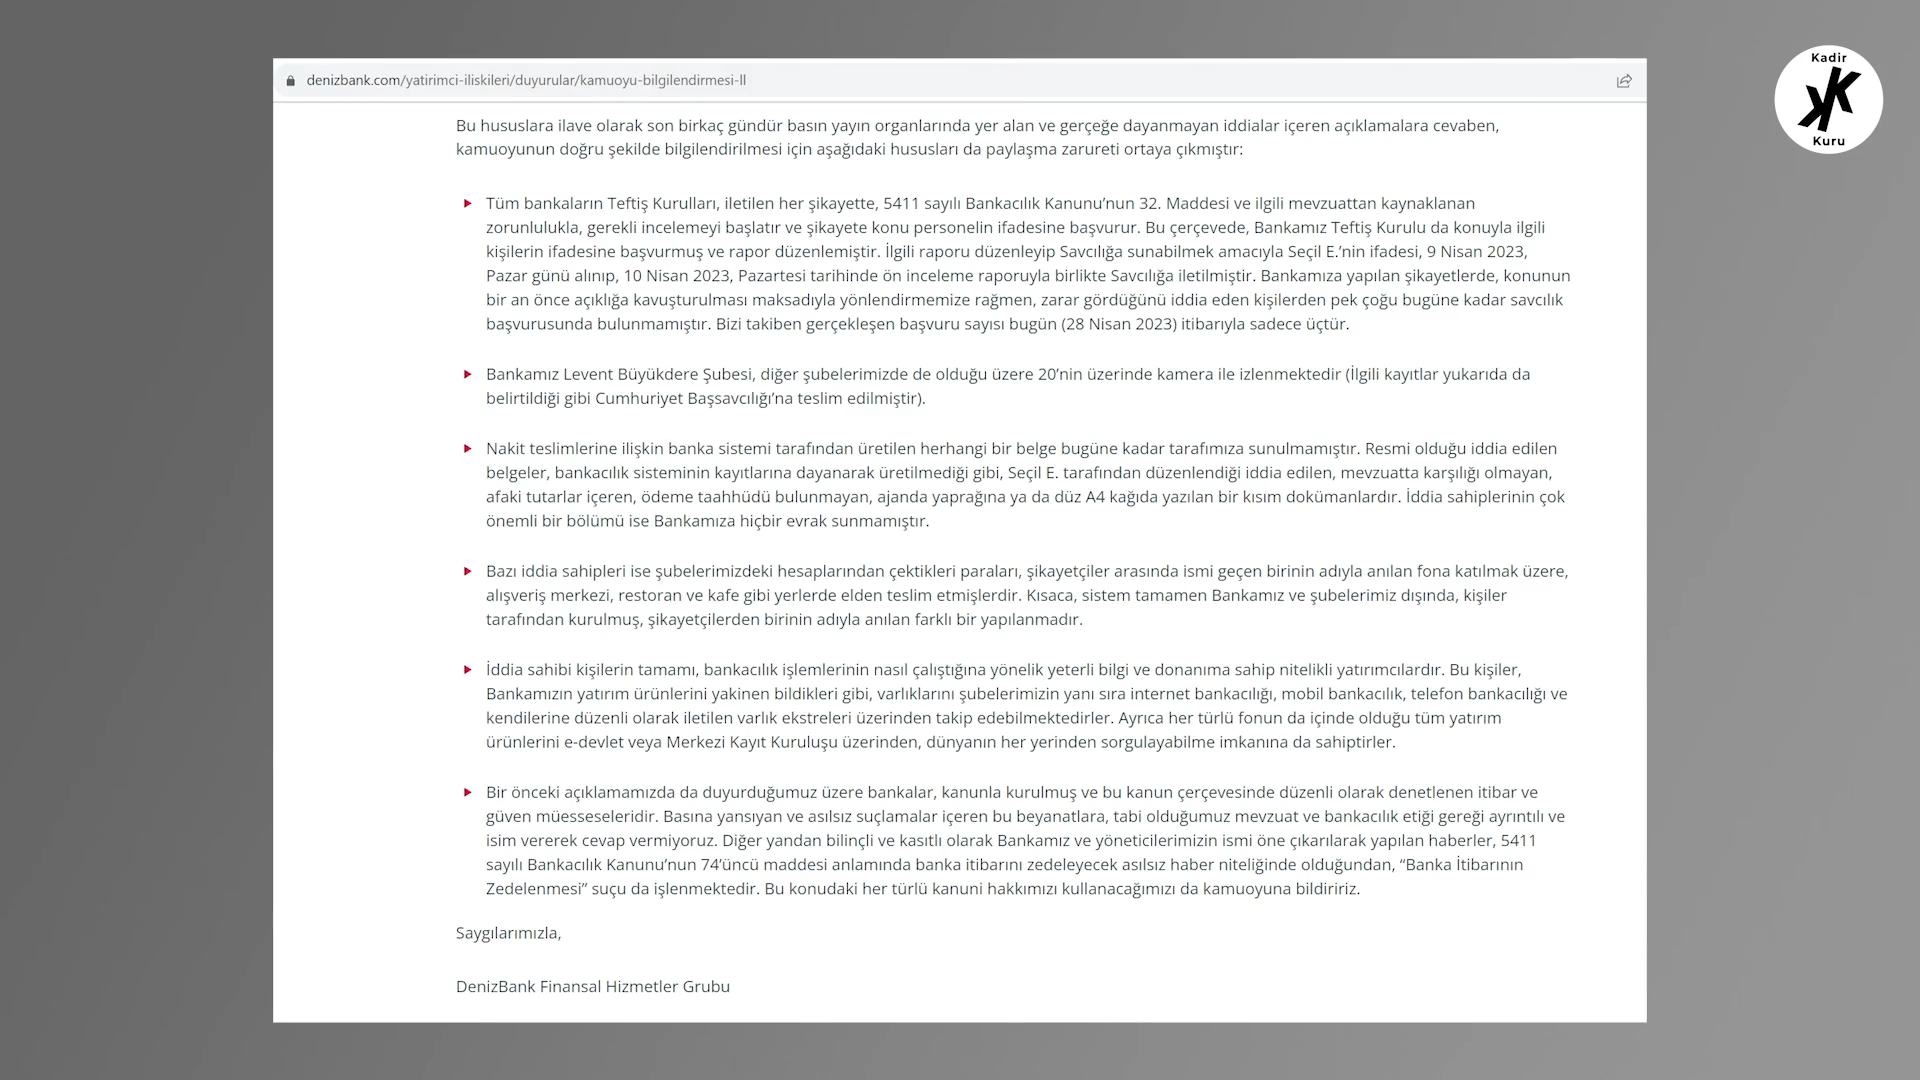 Kadir
KK
Kuru
denizbank.com/yatirimci-iliskileri/duyurular/kamuoyu-bilgilendirmesi-ll
Bu hususlara ilave olarak son birkaç gündür basın yayın organlarında yer alan ve gerçeğe dayanmayan iddialar içeren açıklamalara cevaben,
kamuoyunun doğru şekilde bilgilendirilmesi için aşağıdaki hususları da paylaşma zarureti ortaya çıkmıştır:
Tüm bankaların Teftiş Kurulları, iletilen her şikayette, 5411 sayılı Bankacılık Kanunu’nun 32. Maddesi ve ilgili mevzuattan kaynaklanan
zorunlulukla, gerekli incelemeyi başlatır ve şikayete konu personelin ifadesine başvurur. Bu çerçevede, Bankamız Teftiş Kurulu da konuyla ilgili
kişilerin ifadesine başvurmuş ve rapor düzenlemiştir. İlgili raporu düzenleyip Savcılığa sunabilmek amacıyla Seçil E.’nin ifadesi, 9 Nisan 2023,
Pazar günü alınıp, 10 Nisan 2023, Pazartesi tarihinde ön inceleme raporuyla birlikte Savcılığa iletilmiştir. Bankamıza yapılan şikayetlerde, konunun
bir an önce açıklığa kavuşturulması maksadıyla yönlendirmemize rağmen, zarar gördüğünü iddia eden kişilerden pek çoğu bugüne kadar savcılık
başvurusunda bulunmamıştır. Bizi takiben gerçekleşen başvuru sayısı bugün (28 Nisan 2023) itibarıyla sadece üçtür.
Bankamız Levent Büyükdere Şubesi, diğer şubelerimizde de olduğu üzere 20’nin üzerinde kamera ile izlenmektedir (İlgili kayıtlar yukarıda da
belirtildiği gibi Cumhuriyet Başsavcılığı’na teslim edilmiştir).
Nakit teslimlerine ilişkin banka sistemi tarafından üretilen herhangi bir belge bugüne kadar tarafımıza sunulmamıştır. Resmi olduğu iddia edilen
belgeler, bankacılık sisteminin kayıtlarına dayanarak üretilmediği gibi, Seçil E. tarafından düzenlendiği iddia edilen, mevzuatta karşılığı olmayan,
afaki tutarlar içeren, ödeme taahhüdü bulunmayan, ajanda yaprağına ya da düz A4 kağıda yazılan bir kısım dokümanlardır. İddia sahiplerinin çok
önemli bir bölümü ise Bankamıza hiçbir evrak sunmamıştır.
Bazı iddia sahipleri ise şubelerimizdeki hesaplarından çektikleri paraları, şikayetçiler arasında ismi geçen birinin adıyla anılan fona katılmak üzere,
alışveriş merkezi, restoran ve kafe gibi yerlerde elden teslim etmişlerdir. Kısaca, sistem tamamen Bankamız ve şubelerimiz dışında, kişiler
tarafından kurulmuş, şikayetçilerden birinin adıyla anılan farklı bir yapılanmadır.
İddia sahibi kişilerin tamamı, bankacılık işlemlerinin nasıl çalıştığına yönelik yeterli bilgi ve donanıma sahip nitelikli yatırımcılardır. Bu kişiler,
Bankamızın yatırım ürünlerini yakinen bildikleri gibi, varlıklarını şubelerimizin yanı sıra internet bankacılığı, mobil bankacılık, telefon bankacılığı ve
kendilerine düzenli olarak iletilen varlık ekstreleri üzerinden takip edebilmektedirler. Ayrıca her türlü fonun da içinde olduğu tüm yatırım
ürünlerini e-devlet veya Merkezi Kayıt Kuruluşu üzerinden, dünyanın her yerinden sorgulayabilme imkanına da sahiptirler.
Bir önceki açıklamamızda da duyurduğumuz üzere bankalar, kanunla kurulmuş ve bu kanun çerçevesinde düzenli olarak denetlenen itibar ve
güven müesseseleridir. Basına yansıyan ve asılsız suçlamalar içeren bu beyanatlara, tabi olduğumuz mevzuat ve bankacılık etiği gereği ayrıntılı ve
isim vererek cevap vermiyoruz. Diğer yandan bilinçli ve kasıtlı olarak Bankamız ve yöneticilerimizin ismi öne çıkarılarak yapılan haberler, 5411
sayılı Bankacılık Kanunu’nun 74’üncü maddesi anlamında banka itibarını zedeleyecek asılsız haber niteliğinde olduğundan, “Banka İtibarının
Zedelenmesi” suçu da işlenmektedir. Bu konudaki her türlü kanuni hakkımızı kullanacağımızı da kamuoyuna bildiririz.
Saygılarımızla,
DenizBank Finansal Hizmetler Grubu